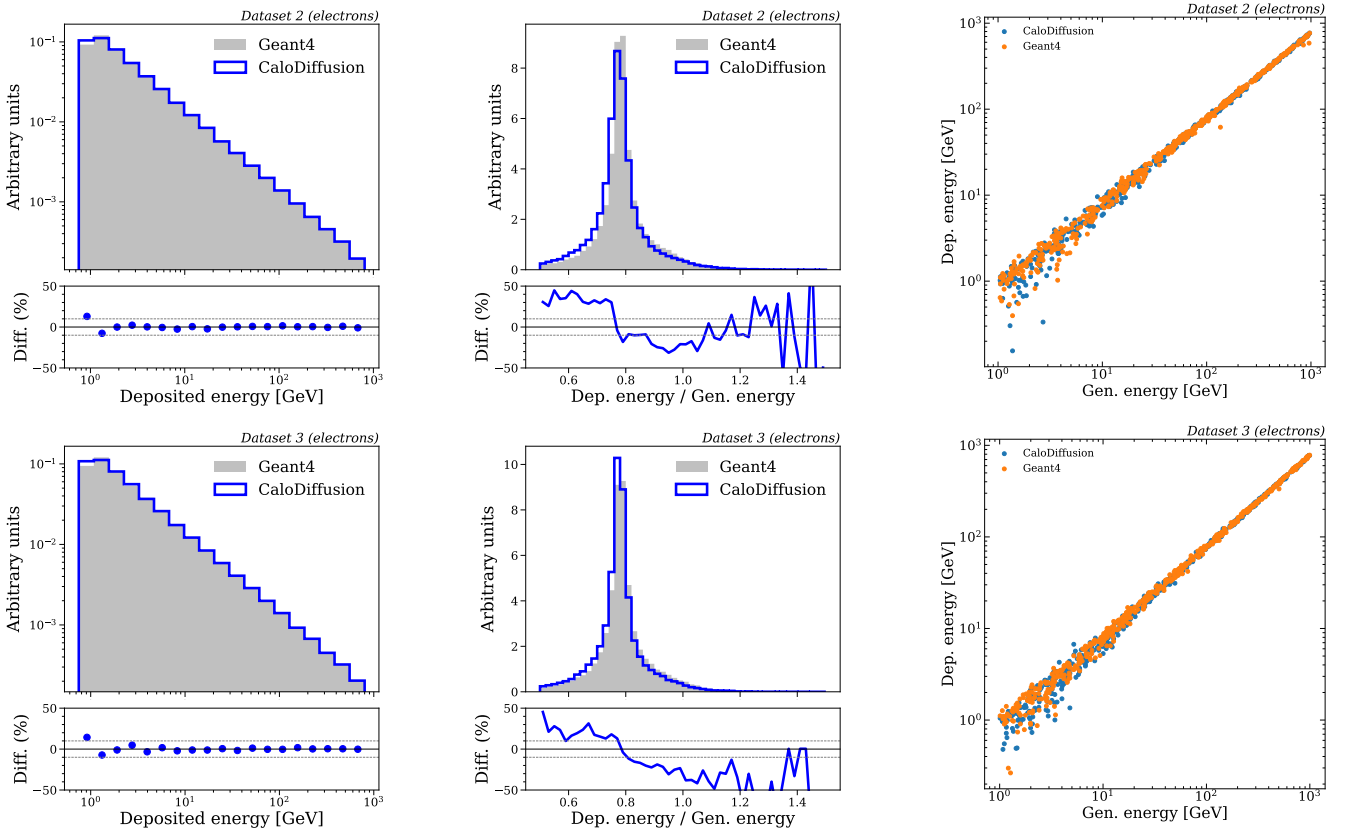 Dataset 2 (electrons)
Arbitrary units
10⁻¹
10⁻²
10⁻³
Geant4
CaloDiffusion
Diff. (%)
50
0
−50
10⁰ 10¹ 10² 10³
Deposited energy [GeV]
Dataset 2 (electrons)
Arbitrary units
8
6
4
2
0
Geant4
CaloDiffusion
Diff. (%)
50
0
−50
0.6 0.8 1.0 1.2 1.4
Dep. energy / Gen. energy
Dataset 2 (electrons)
Dep. energy [GeV]
10³
10²
10¹
10⁰
CaloDiffusion
Geant4
10⁰ 10¹ 10² 10³
Gen. energy [GeV]
Dataset 3 (electrons)
Arbitrary units
10⁻¹
10⁻²
10⁻³
Geant4
CaloDiffusion
Diff. (%)
50
0
−50
10⁰ 10¹ 10² 10³
Deposited energy [GeV]
Dataset 3 (electrons)
Arbitrary units
10
8
6
4
2
0
Geant4
CaloDiffusion
Diff. (%)
50
0
−50
0.6 0.8 1.0 1.2 1.4
Dep. energy / Gen. energy
Dataset 3 (electrons)
Dep. energy [GeV]
10³
10²
10¹
10⁰
CaloDiffusion
Geant4
10⁰ 10¹ 10² 10³
Gen. energy [GeV]